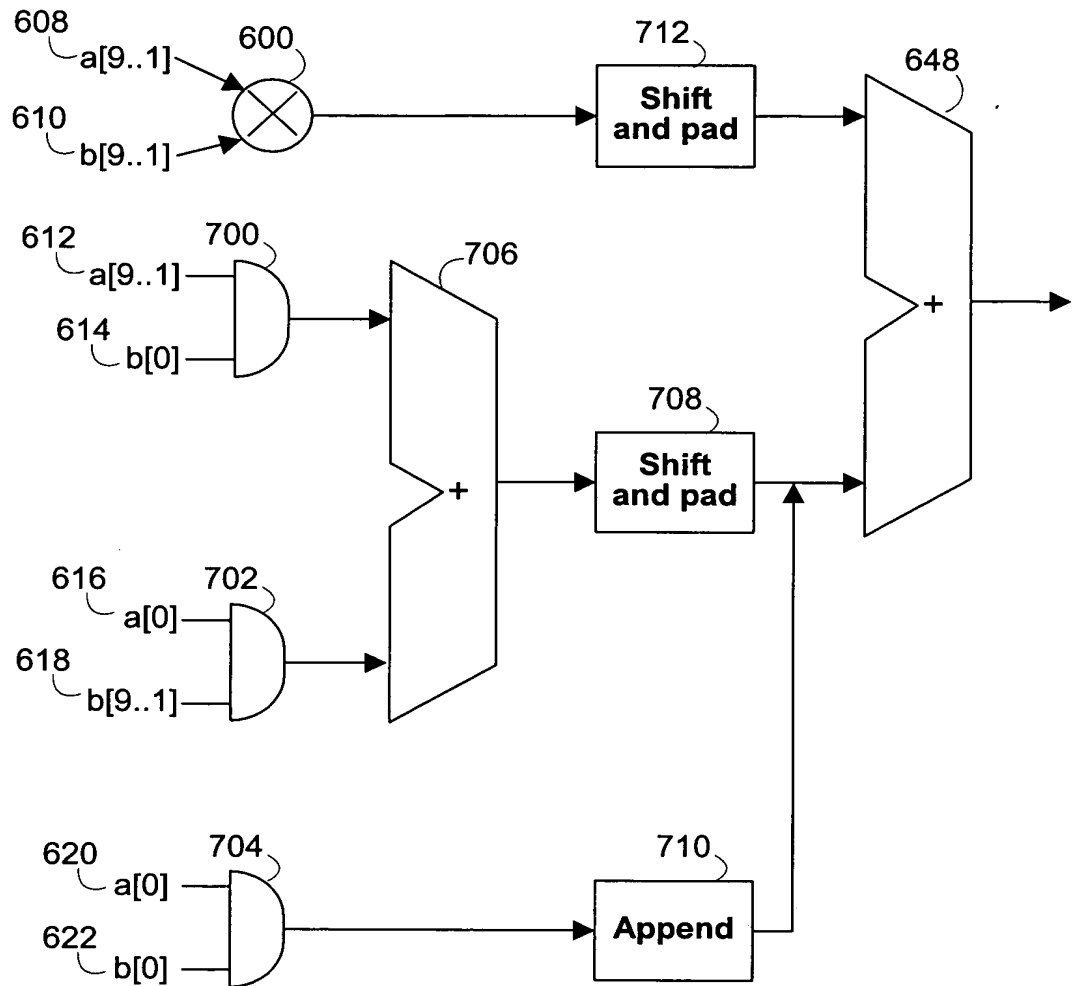 608
a[9..1]
600
712
648
Shift
and pad
610
b[9..1]
612
a[9..1]
700
706
614
b[0]
+
708
Shift
and pad
+
616
a[0]
702
618
b[9..1]
620
a[0]
704
710
Append
622
b[0]